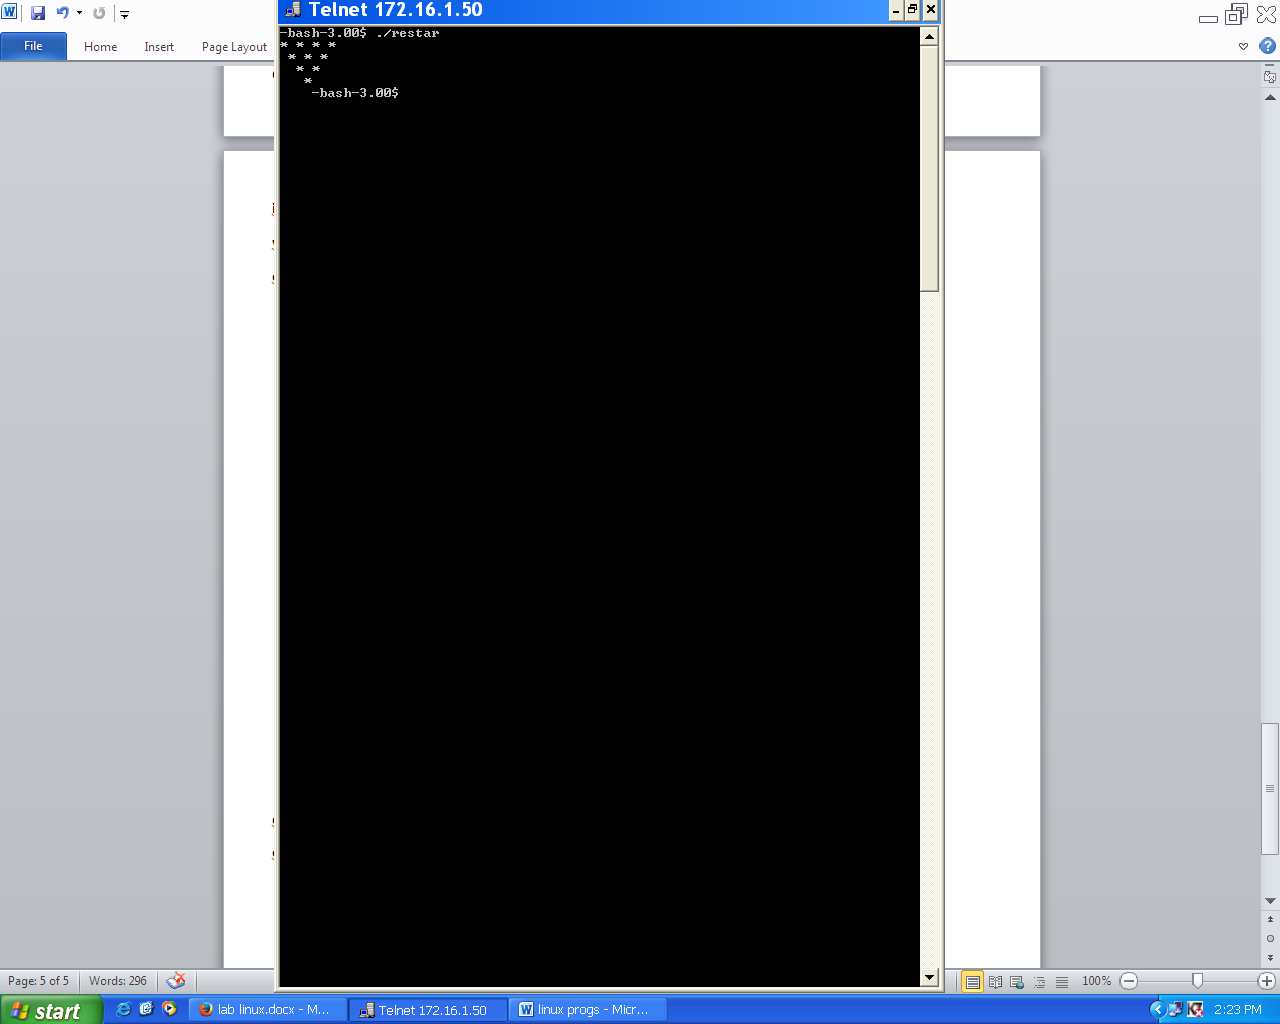 Telnet 172.16.1.50
File Home Insert Page Layout
-bash-3.00$ ./restar
* * * *
 * * *
  * *
   *
    -bash-3.00$
Page: 5 of 5 Words: 296 100%
start lab linux.docx - M... Telnet 172.16.1.50 linux progs - Micr... 2:23 PM